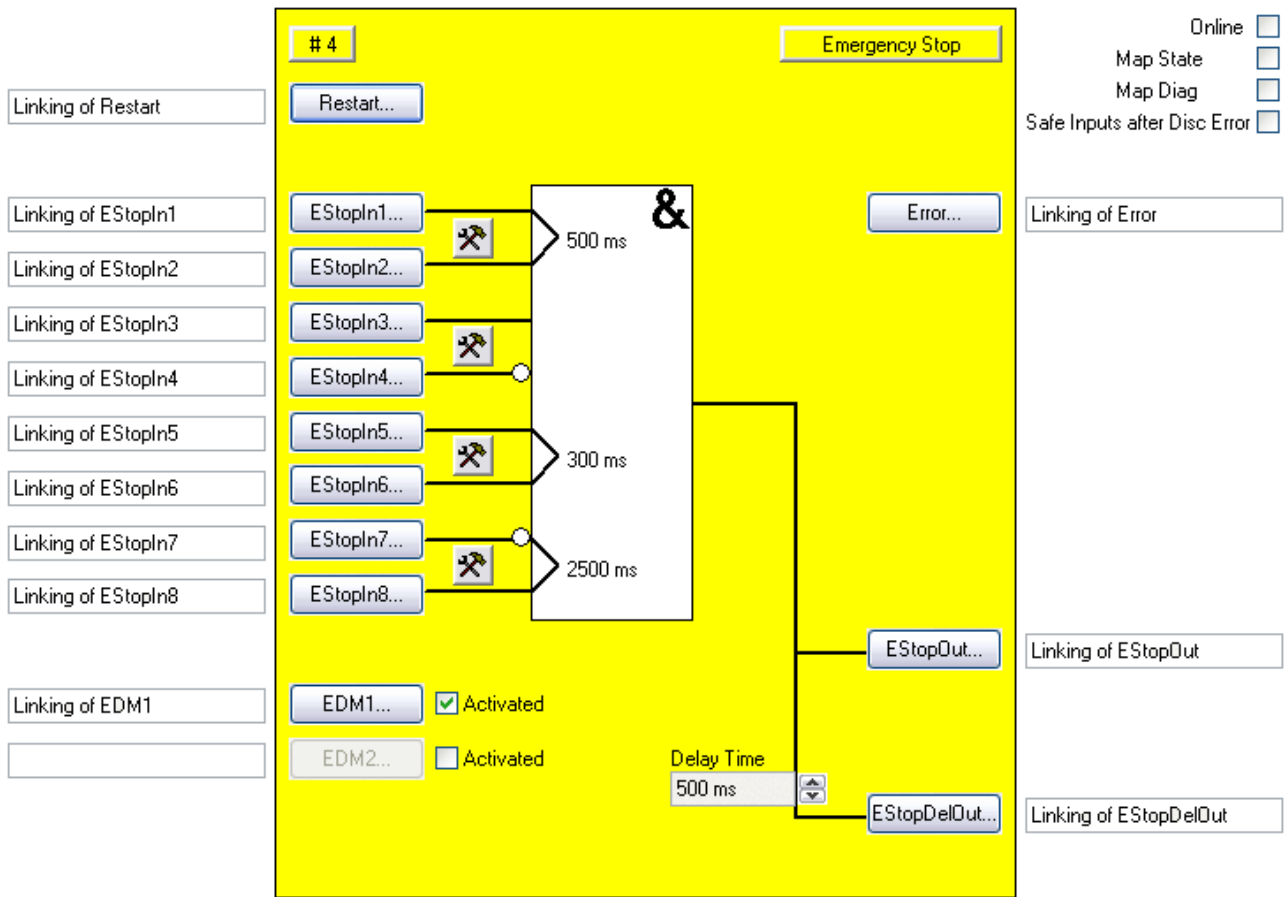 # 4
Emergency Stop
Online
Map State
Map Diag
Safe Inputs after Disc Error
Linking of Restart
Restart...
Linking of EStopIn1
EStopIn1...
&
500 ms
Error...
Linking of Error
Linking of EStopIn2
EStopIn2...
Linking of EStopIn3
EStopIn3...
Linking of EStopIn4
EStopIn4...
Linking of EStopIn5
EStopIn5...
300 ms
Linking of EStopIn6
EStopIn6...
Linking of EStopIn7
EStopIn7...
2500 ms
Linking of EStopIn8
EStopIn8...
EStopOut...
Linking of EStopOut
Linking of EDM1
EDM1...
Activated
EDM2...
Activated
Delay Time
500 ms
EStopDelOut...
Linking of EStopDelOut